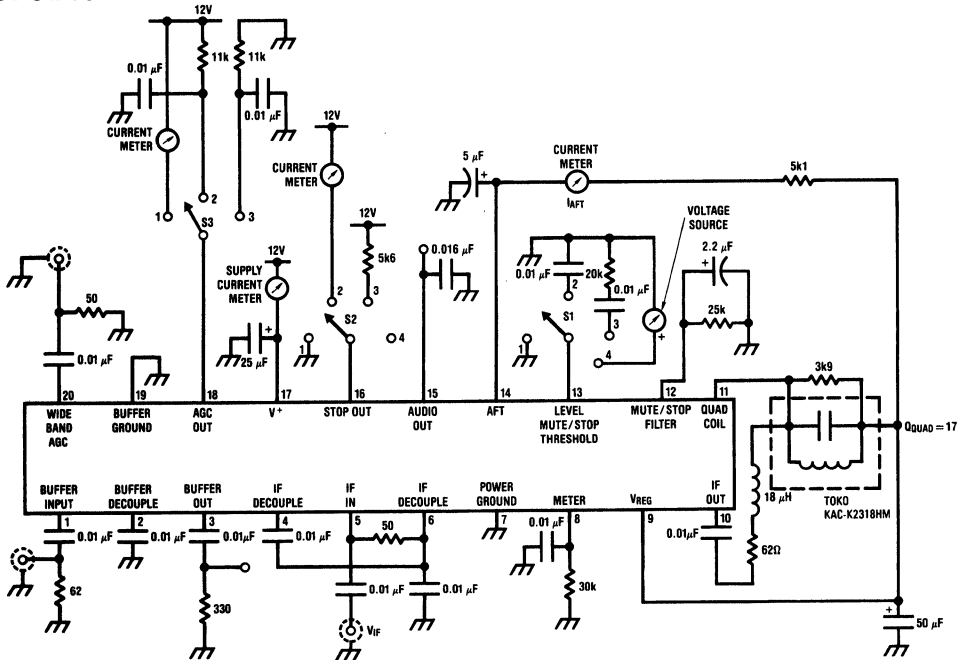 12V
11k
11k
0.01 µF
0.01 µF
CURRENT
METER
12V
CURRENT
METER
1
2
S3
3
5 µF
+
CURRENT
METER
I_AFT
5k1
VOLTAGE
SOURCE
12V
5k6
12V
SUPPLY
CURRENT
METER
50
0.01 µF
+
25 µF
2
3
S2
1
4
0.016 µF
0.01 µF
20k
0.01 µF
2
S1
3
1
4
+
2.2 µF
+
25k
3k9
Q_QUAD = 17
20
19
18
17
16
15
14
13
12
11
WIDE
BAND
AGC
BUFFER
GROUND
AGC
OUT
V+
STOP OUT
AUDIO
OUT
AFT
LEVEL
MUTE/STOP
THRESHOLD
MUTE/STOP
FILTER
QUAD
COIL
BUFFER
INPUT
BUFFER
DECOUPLE
BUFFER
OUT
IF
DECOUPLE
IF
IN
IF
DECOUPLE
POWER
GROUND
METER
V_REG
IF
OUT
1
2
3
4
5
6
7
8
9
10
18 µH
TOKO
KAC-K2318HM
0.01 µF
0.01 µF
0.01µF
0.01 µF
50
0.01 µF
0.01µF
62Ω
62
330
0.01 µF
0.01 µF
30k
V_IF
+
50 µF